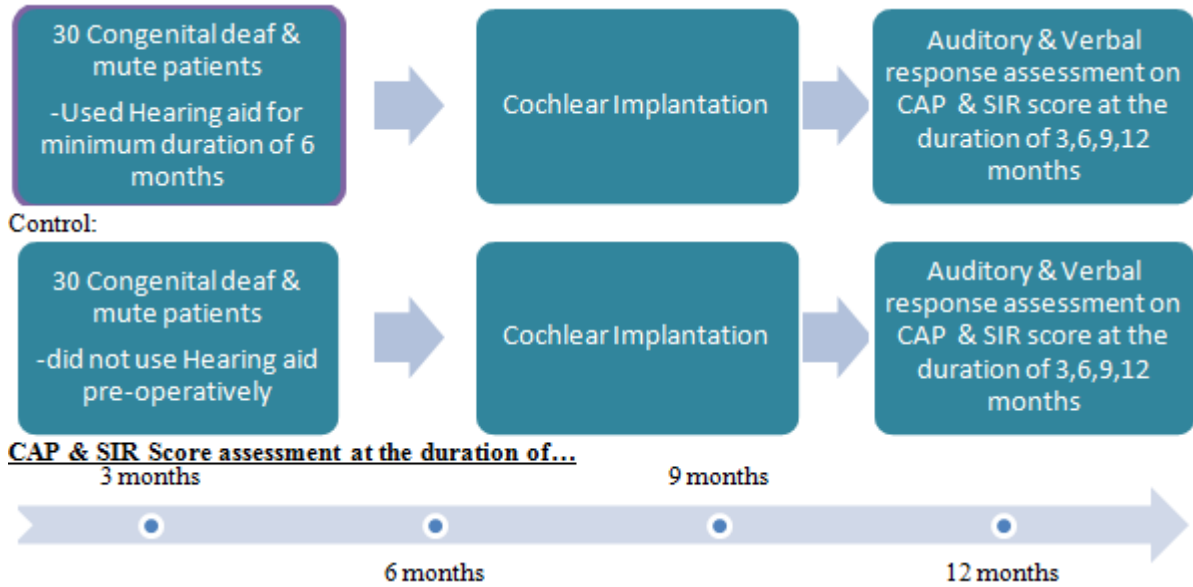 30 Congenital deaf &
mute patients
-Used Hearing aid for
minimum duration of 6
months
Cochlear Implantation
Auditory & Verbal
response assessment on
CAP & SIR score at the
duration of 3,6,9,12
months
Control:
30 Congenital deaf &
mute patients
-did not use Hearing aid
pre-operatively
Cochlear Implantation
Auditory & Verbal
response assessment on
CAP & SIR score at the
duration of 3,6,9,12
months
CAP & SIR Score assessment at the duration of…
3 months
9 months
6 months
12 months